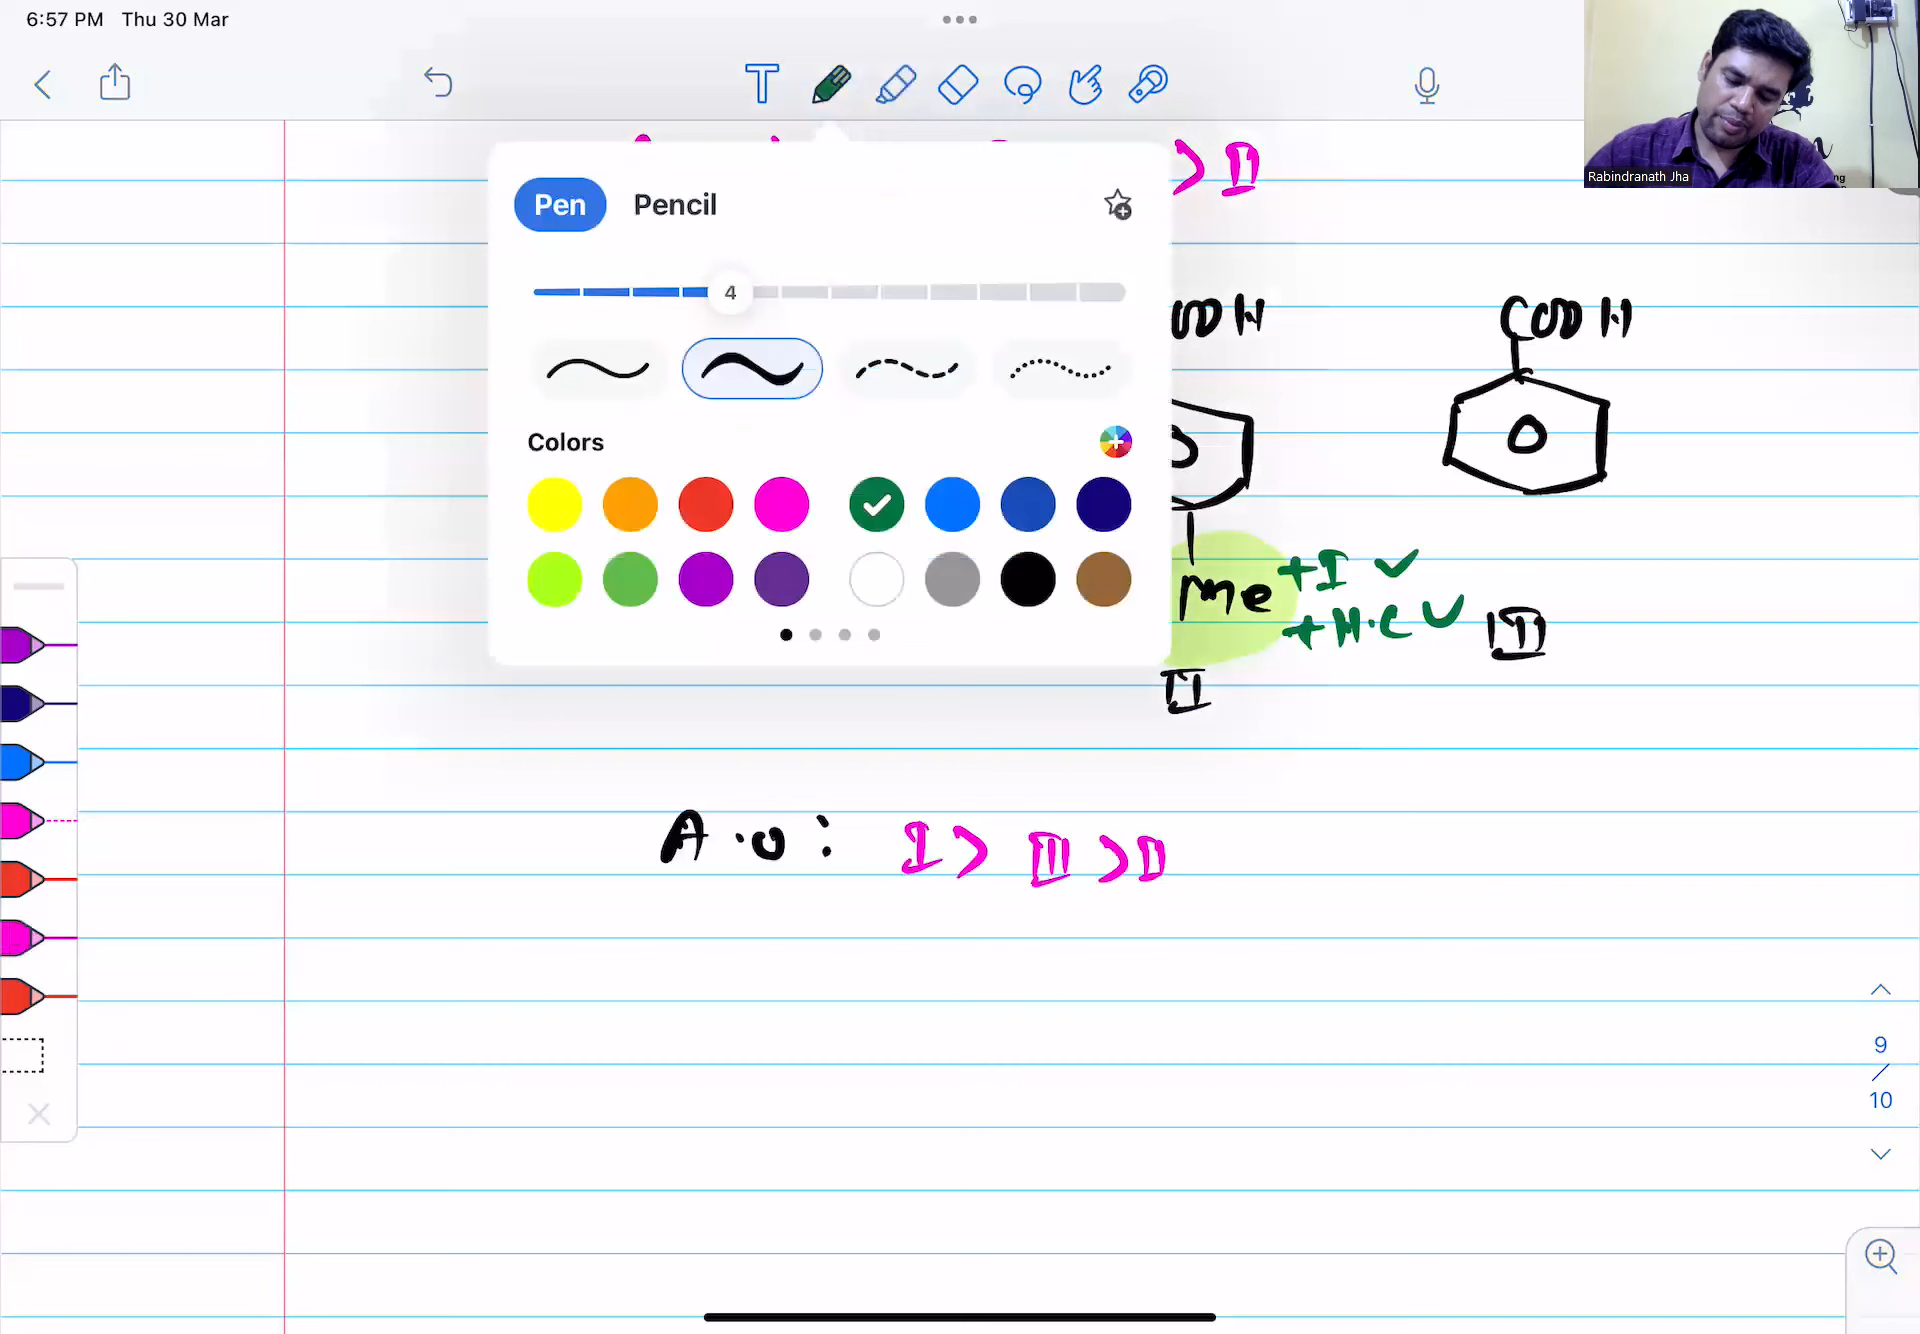 6:57 PM Thu 30 Mar
Rabindranath Jha
> II
Pen Pencil
4
COOH
OOH
Colors
Me +I ✓
+H.C ✓
III
II
A.O : I > III > II
9
/
10